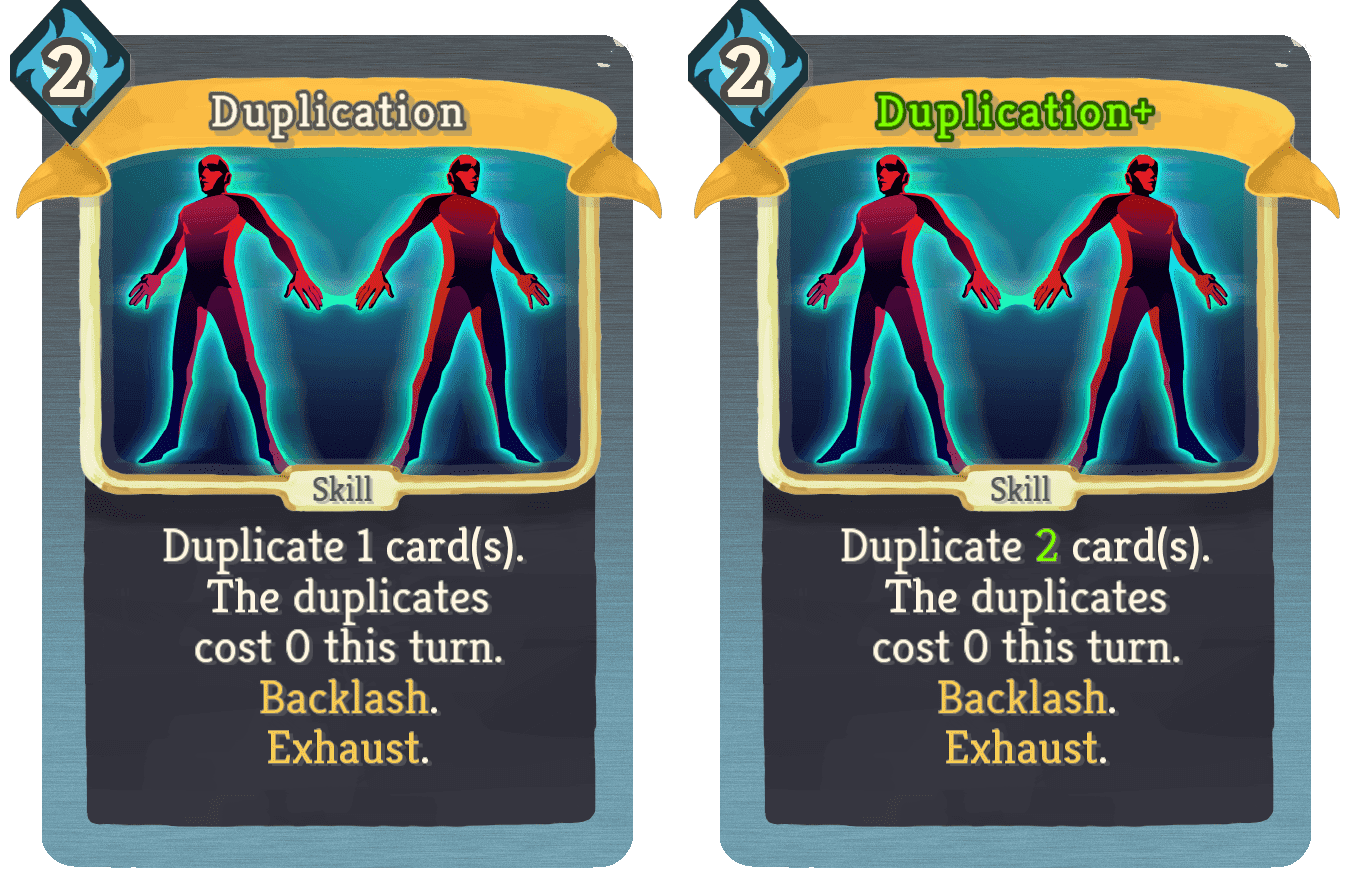 2
Duplication
Skill
Duplicate 1 card(s).
The duplicates
cost 0 this turn.
Backlash.
Exhaust.
2
Duplication+
Skill
Duplicate 2 card(s).
The duplicates
cost 0 this turn.
Backlash.
Exhaust.